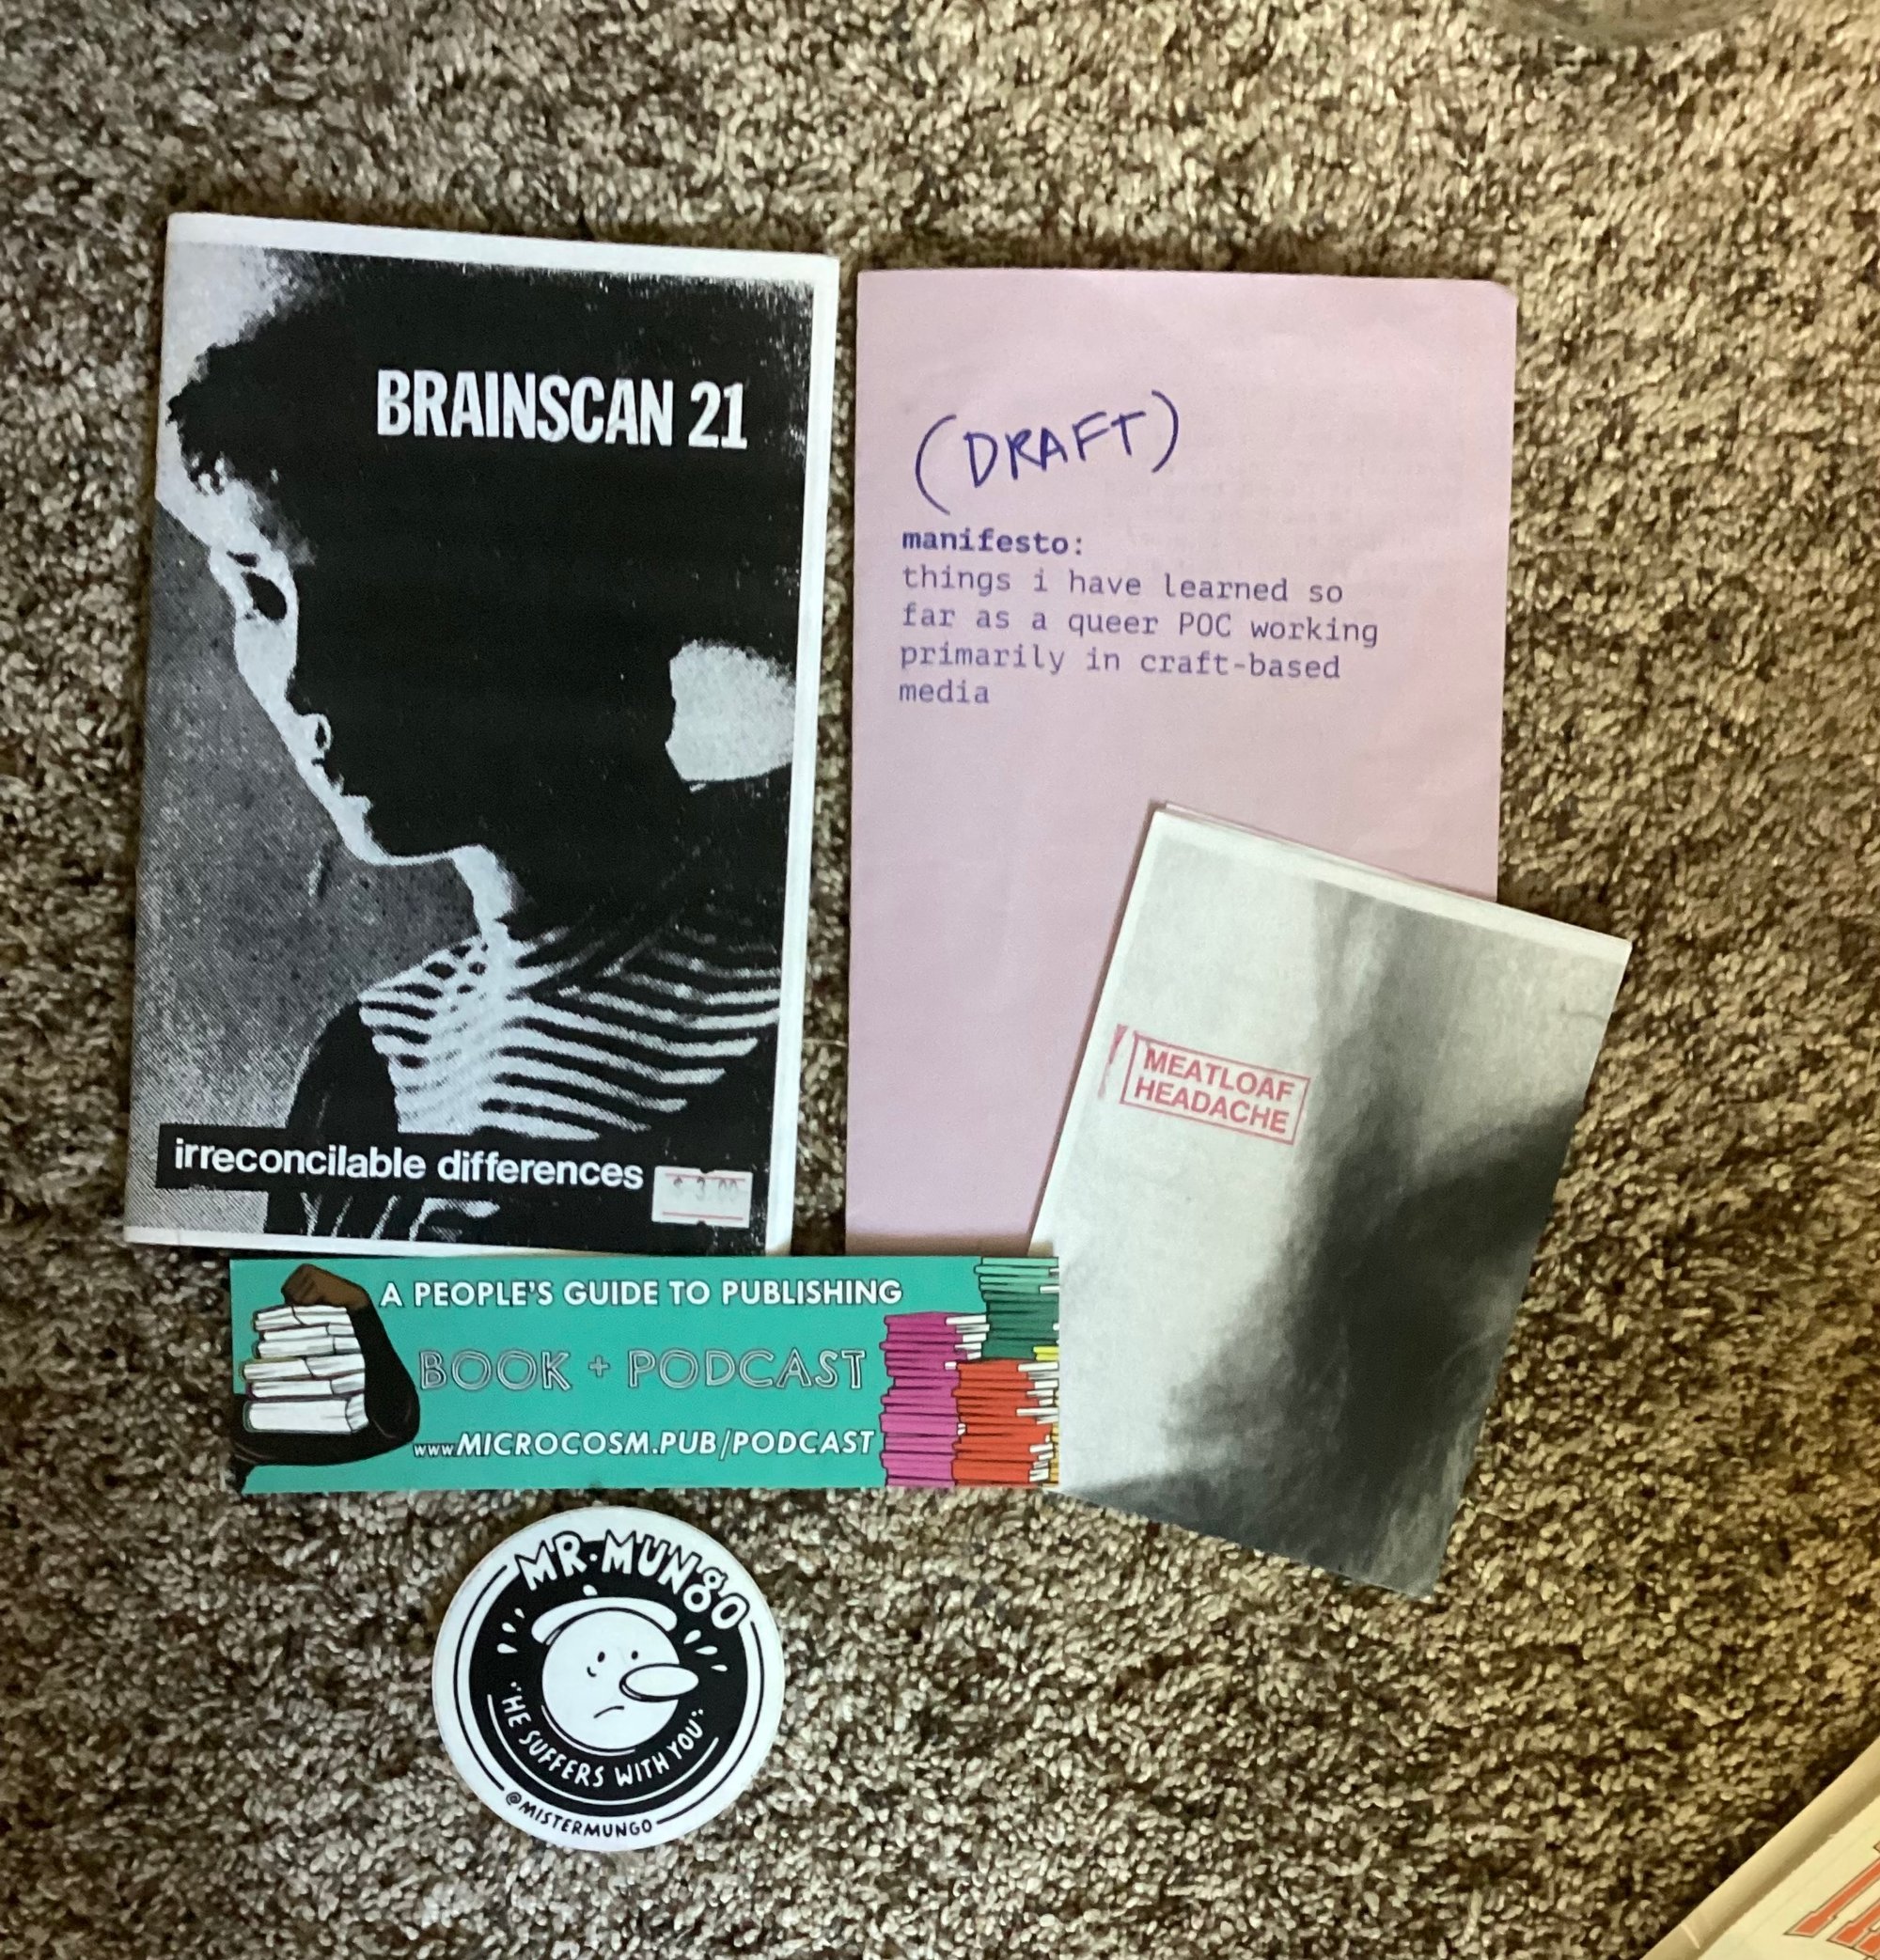 BRAINSCAN 21
irreconcilable differences
$ 3.00
(DRAFT)
manifesto:
things i have learned so
far as a queer POC working
primarily in craft-based
media
MEATLOAF
HEADACHE
A PEOPLE'S GUIDE TO PUBLISHING
BOOK + PODCAST
www.MICROCOSM.PUB/PODCAST
MR. MUNGO
"HE SUFFERS WITH YOU"
@MISTERMUNGO